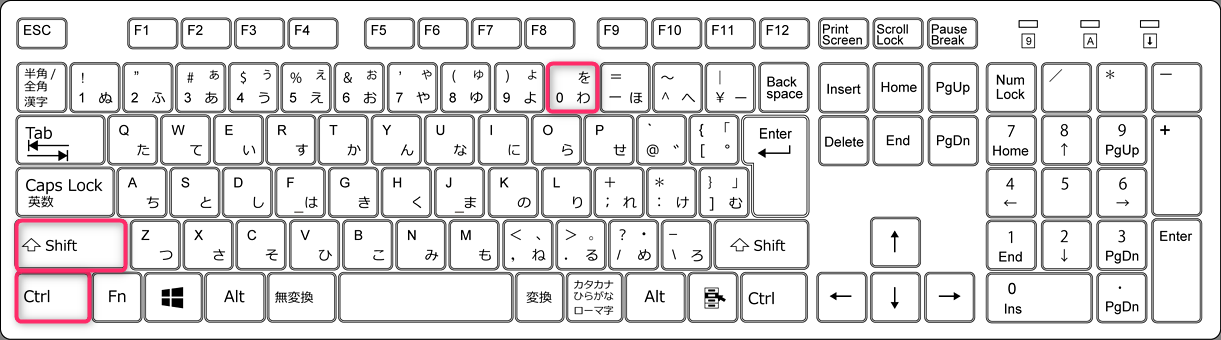 ESC F1 F2 F3 F4 F5 F6 F7 F8 F9 F10 F11 F12 Print Screen Scroll Lock Pause Break 9 A ↓
半角/ 全角 漢字 ! 1 ぬ ” 2 ふ # ぁ 3 あ $ ぅ 4 う % ぇ 5 え & ぉ 6 お ’ ゃ 7 や ( ゅ 8 ゆ ) ょ 9 よ を 0 わ = － ほ ～ ^ へ | ¥ ー Back space Insert Home PgUp Num Lock ／ ＊ －
Tab Q た W て E い R す T か Y ん U な I に O ら P せ ` @ ゛ { 「 [ ゜ Enter Delete End PgDn 7 Home 8 ↑ 9 PgUp +
Caps Lock 英数 A ち S と D し F _は G き H く J _ま K の L り + ; れ * : け } 」 ] む 4 ← 5 6 →
Shift Z つ X さ C そ V ひ B こ N み M も < 、 , ね > 。 . る ? ・ / め _ \ ろ Shift ↑ 1 End 2 ↓ 3 PgDn Enter
Ctrl Fn Alt 無変換 変換 カタカナ ひらがな ローマ字 Alt Ctrl ← ↓ → 0 Ins . PgDn